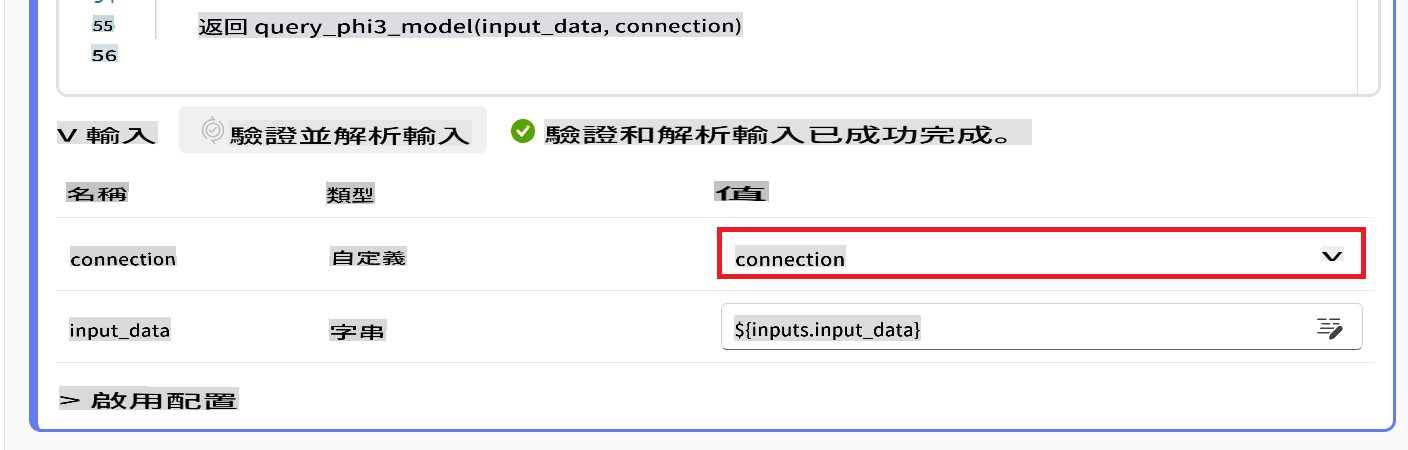 55 返回 query_phi3_model(input_data, connection)
56
V 輸入 驗證並解析輸入 驗證和解析輸入已成功完成。
名稱 類型 值
connection 自定義 connection
input_data 字串 ${inputs.input_data}
> 啟用配置